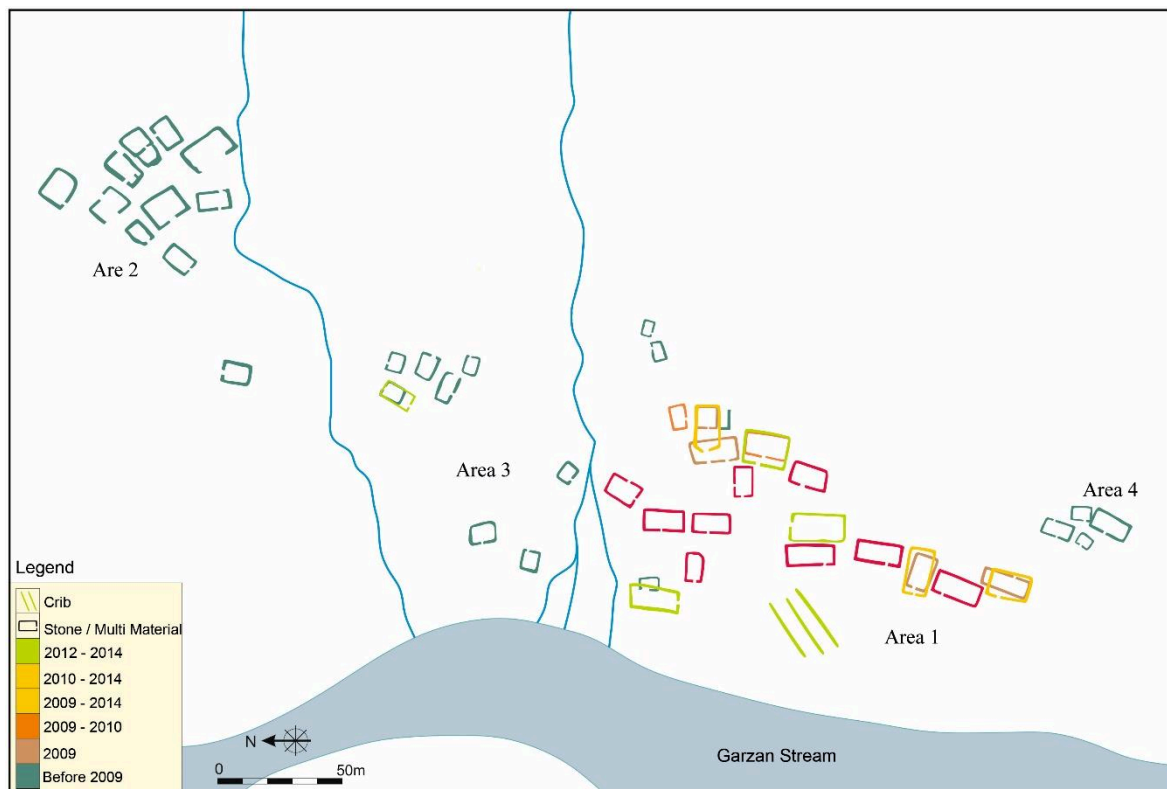 Are 2
Area 3
Area 4
Area 1
Legend
Crib
Stone / Multi Material
2012 - 2014
2010 - 2014
2009 - 2014
2009 - 2010
2009
Before 2009
N
0 50m
Garzan Stream